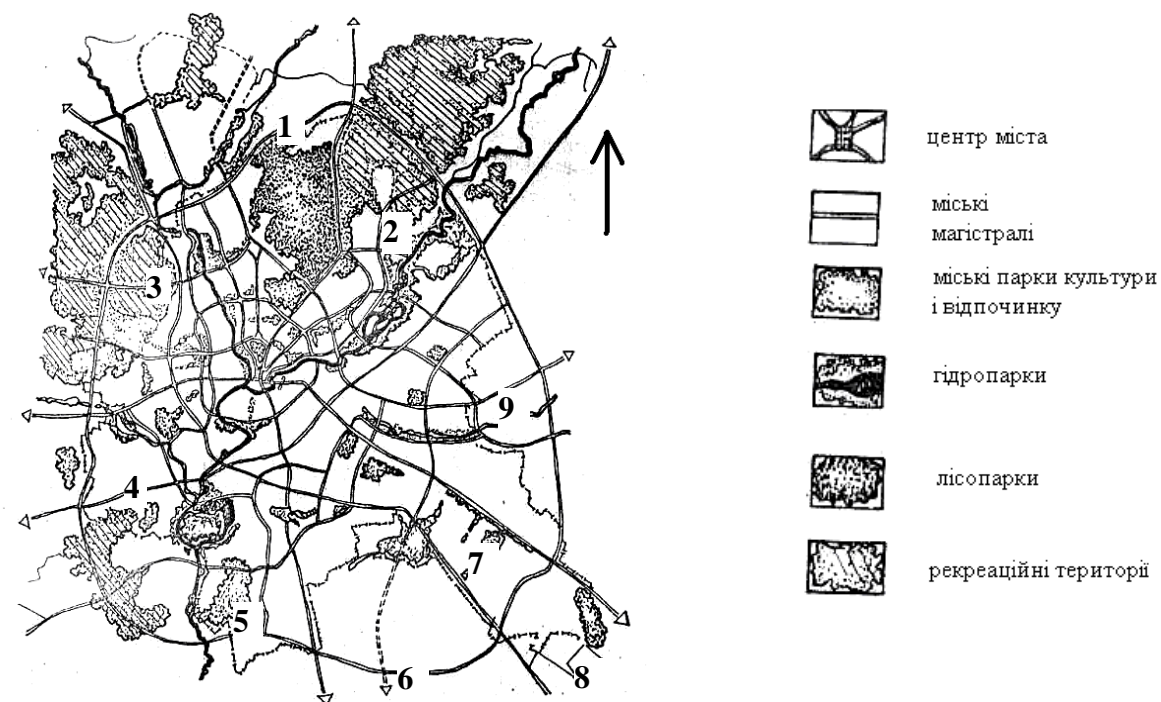 1
2
3
4
5
6
7
8
9
центр міста
міські
магістралі
міські парки культури
і відпочинку
гідропарки
лісопарки
рекреаційні території